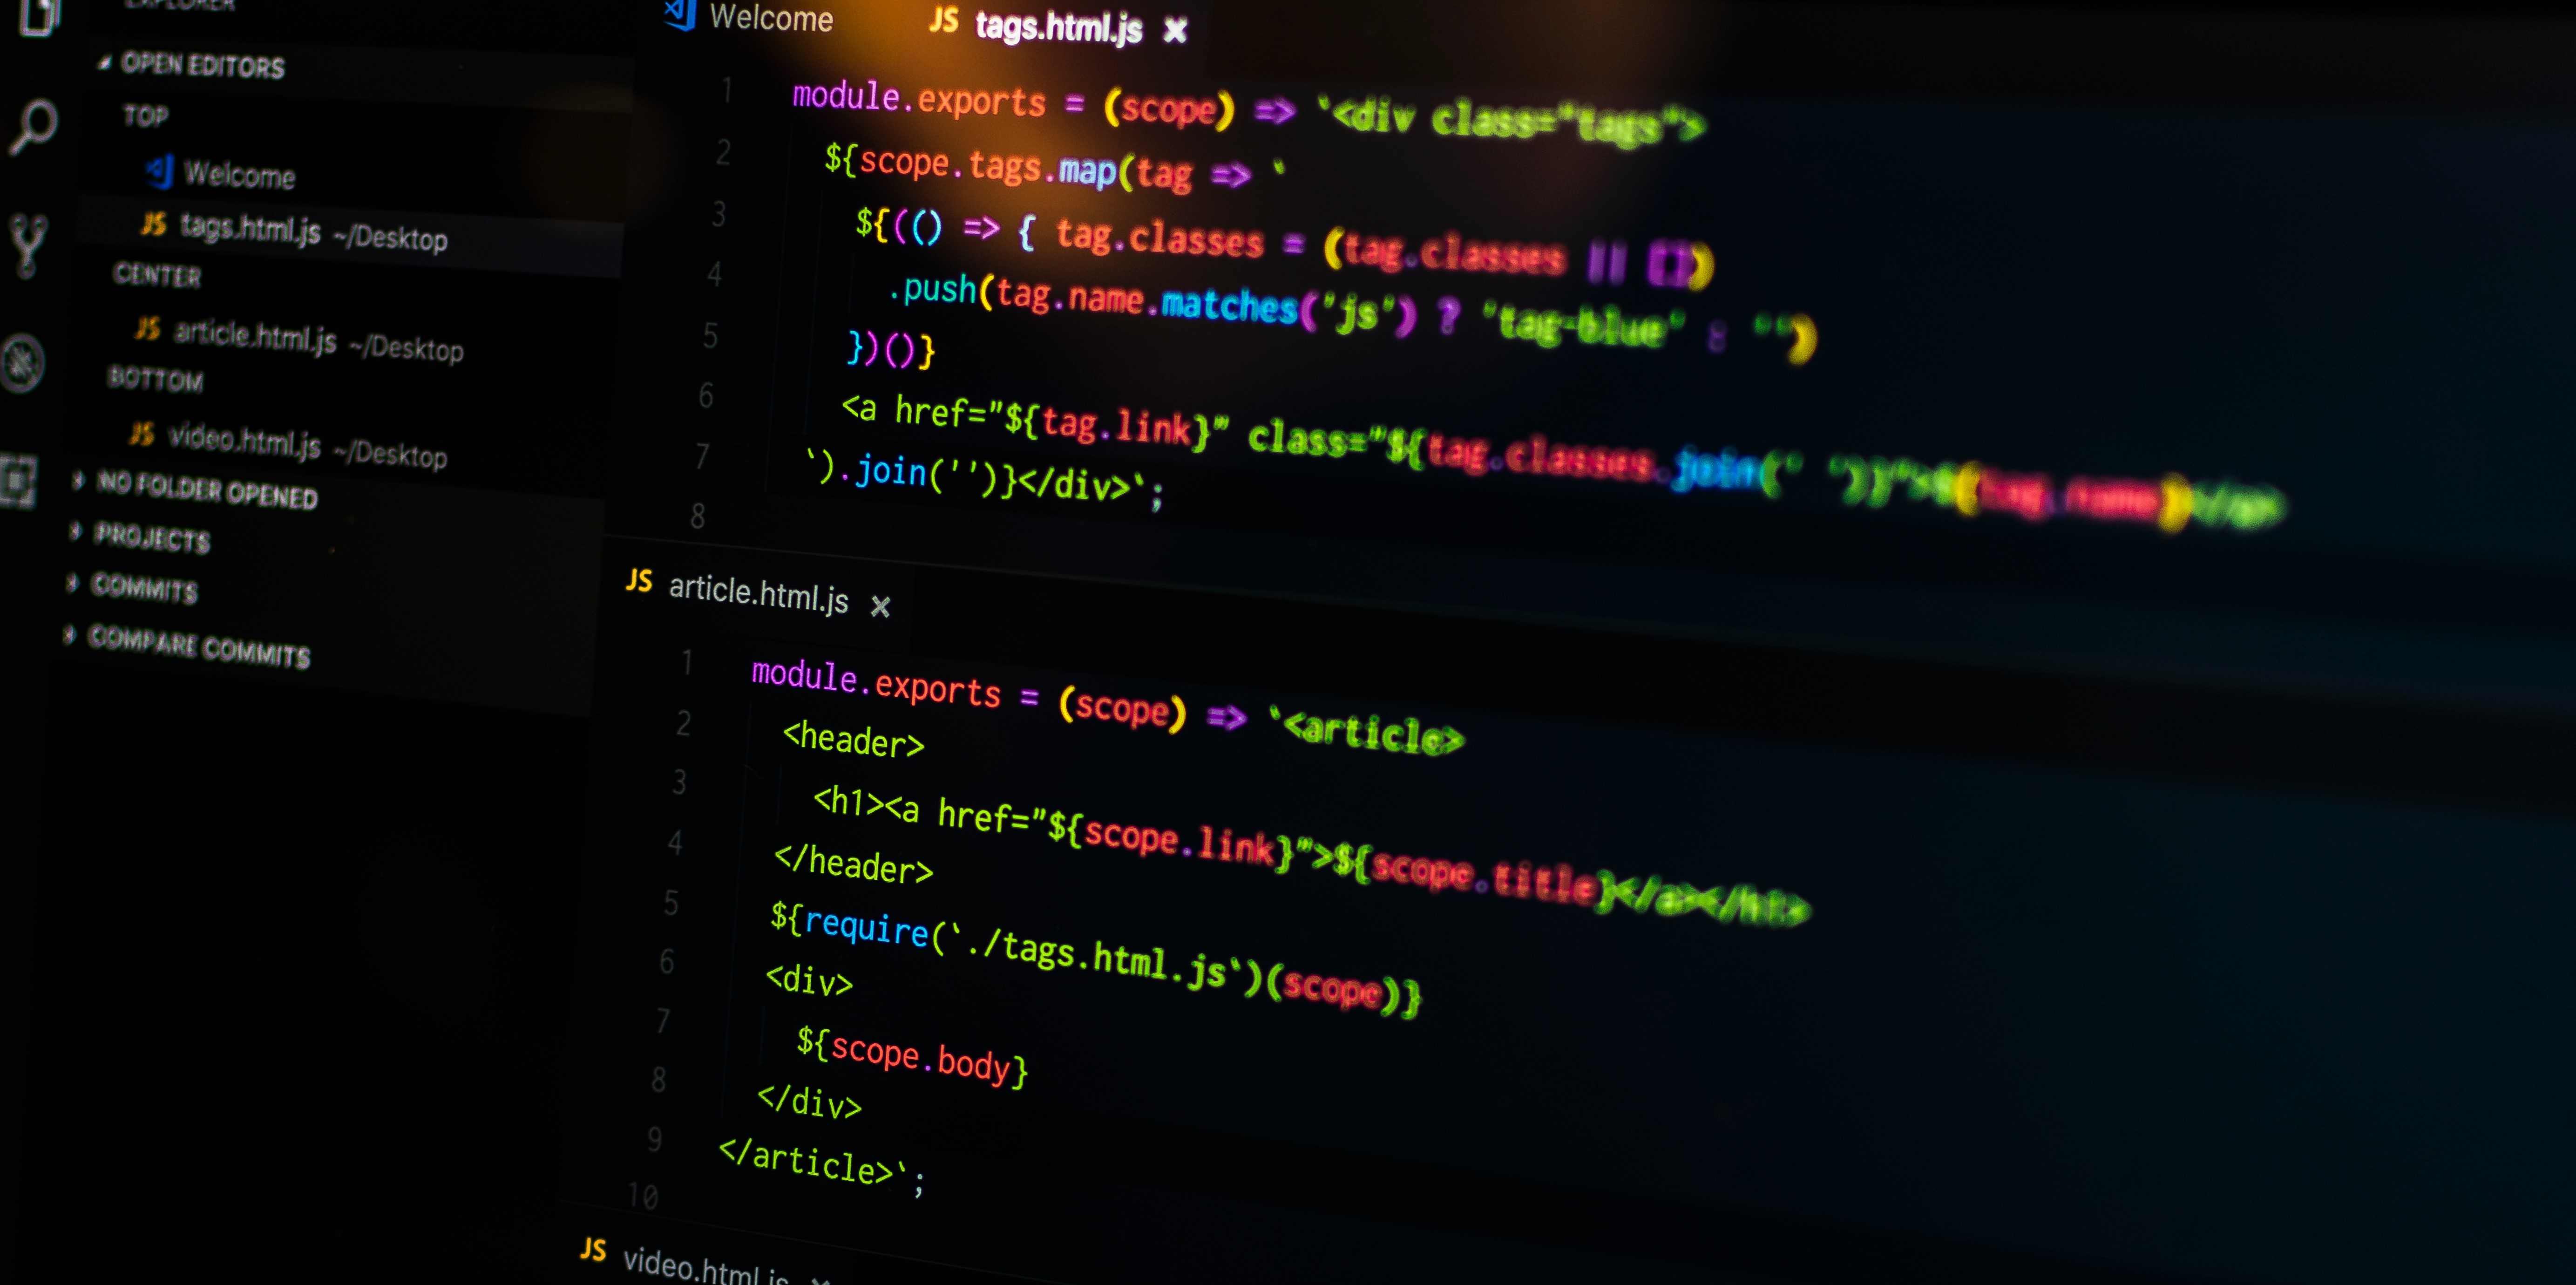 EXPLORER
OPEN EDITORS
TOP
Welcome
JS tags.html.js ~/Desktop
CENTER
JS article.html.js ~/Desktop
BOTTOM
JS video.html.js ~/Desktop
NO FOLDER OPENED
PROJECTS
COMMITS
COMPARE COMMITS
Welcome JS tags.html.js ×
1 module.exports = (scope) => `<div class="tags">
2 ${scope.tags.map(tag => `
3 ${(() => { tag.classes = (tag.classes || [])
4 .push(tag.name.matches('js') ? 'tag-blue' : '')
5 })()}
6 <a href="${tag.link}" class="${tag.classes.join(' ')}">${tag.name}</a>
7 `).join('')}</div>`;
8
JS article.html.js ×
1 module.exports = (scope) => `<article>
2 <header>
3 <h1><a href="${scope.link}">${scope.title}</a></h1>
4 </header>
5 ${require(`./tags.html.js`)(scope)}
6 <div>
7 ${scope.body}
8 </div>
9 </article>`;
10
JS video.html.js ×